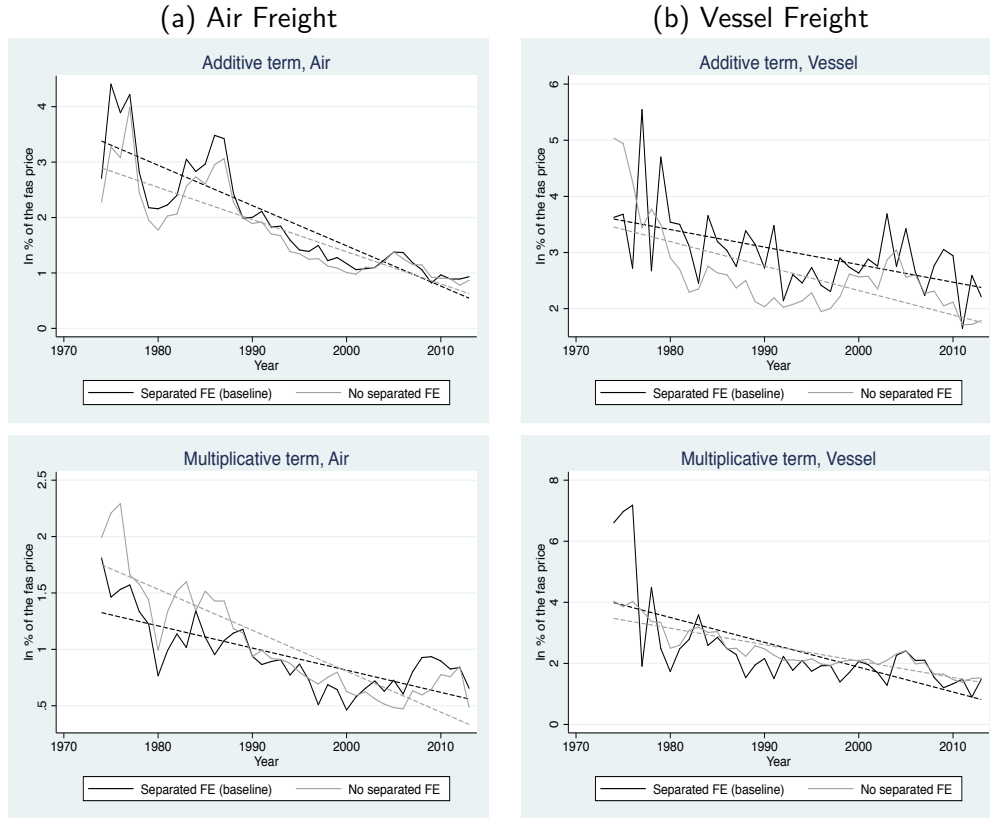 (a) Air Freight
Additive term, Air
In % of the fas price
4
3
2
1
0
1970 1980 1990 2000 2010
Year
Separated FE (baseline) No separated FE
Multiplicative term, Air
In % of the fas price
2.5
2
1.5
1
.5
1970 1980 1990 2000 2010
Year
Separated FE (baseline) No separated FE
(b) Vessel Freight
Additive term, Vessel
In % of the fas price
6
5
4
3
2
1970 1980 1990 2000 2010
Year
Separated FE (baseline) No separated FE
Multiplicative term, Vessel
In % of the fas price
8
6
4
2
0
1970 1980 1990 2000 2010
Year
Separated FE (baseline) No separated FE